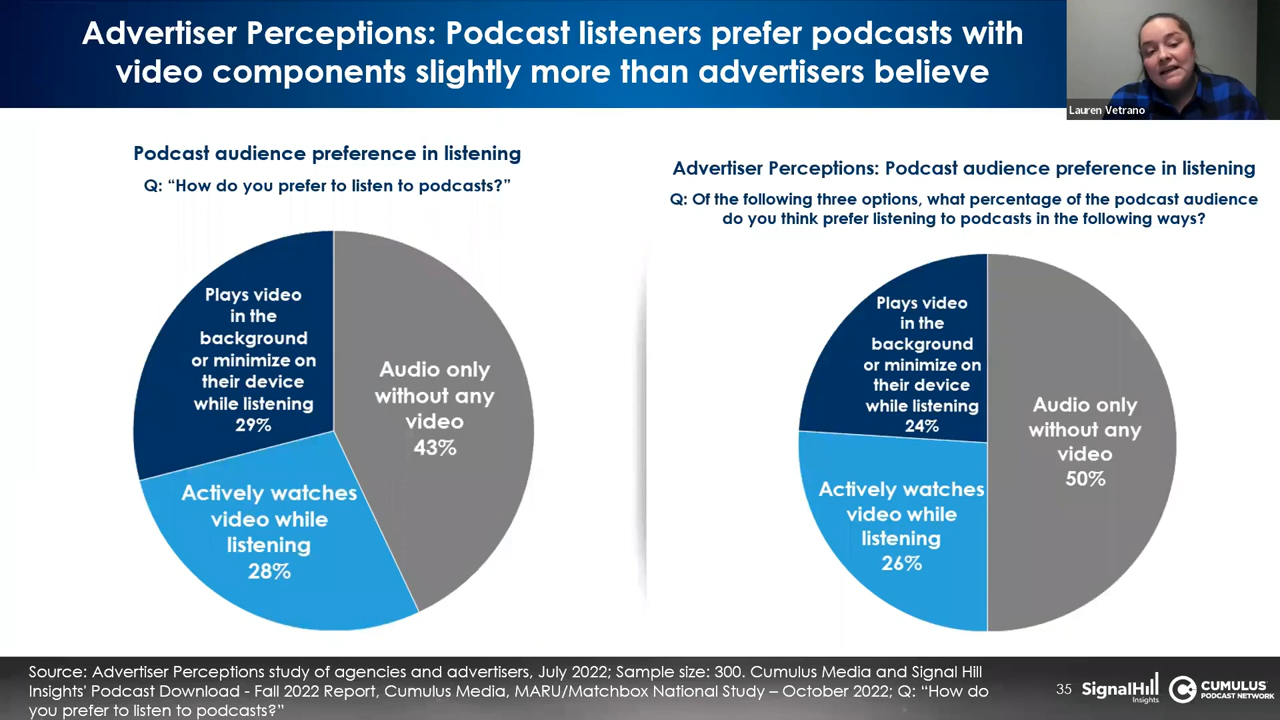 Advertiser Perceptions: Podcast listeners prefer podcasts with
video components slightly more than advertisers believe
Lauren Vetrano
Podcast audience preference in listening
Q: “How do you prefer to listen to podcasts?”
Plays video
in the
background
or minimize on
their device
while listening
29%
Audio only
without any
video
43%
Actively watches
video while
listening
28%
Advertiser Perceptions: Podcast audience preference in listening
Q: Of the following three options, what percentage of the podcast audience
do you think prefer listening to podcasts in the following ways?
Plays video
in the
background
or minimize on
their device
while listening
24%
Audio only
without any
video
50%
Actively watches
video while
listening
26%
Source: Advertiser Perceptions study of agencies and advertisers, July 2022; Sample size: 300. Cumulus Media and Signal Hill
Insights' Podcast Download - Fall 2022 Report, Cumulus Media, MARU/Matchbox National Study – October 2022; Q: “How do
you prefer to listen to podcasts?”
35
SignalHill
Insights
CUMULUS
PODCAST NETWORK